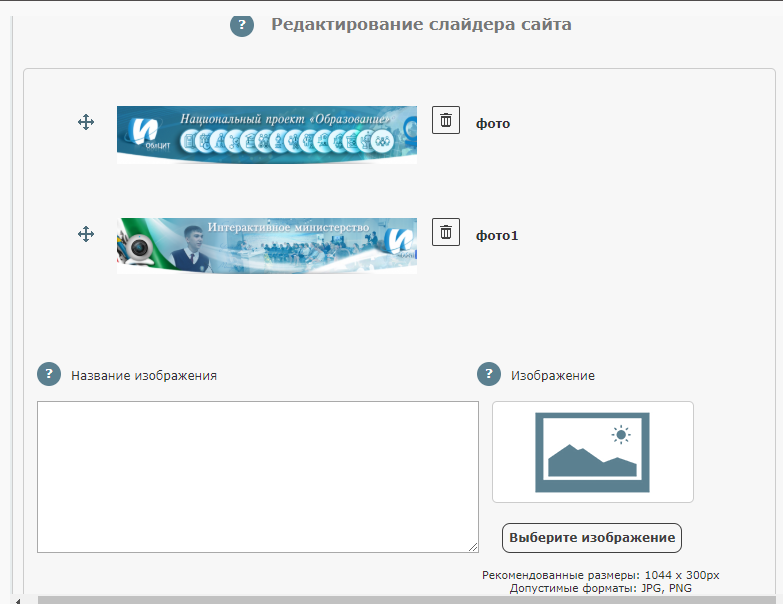 ? Редактирование слайдера сайта
Национальный проект «Образование»
ОблЦИТ
фото
Интерактивное министерство
фото1
? Название изображения
? Изображение
Выберите изображение
Рекомендованные размеры: 1044 x 300px
Допустимые форматы: JPG, PNG